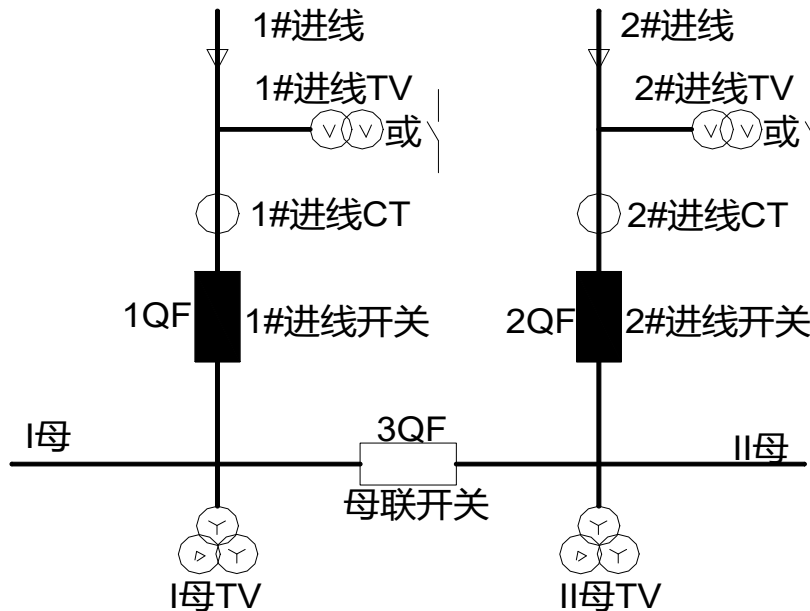 1#进线
2#进线
1#进线TV
2#进线TV
或
或
1#进线CT
2#进线CT
1QF
1#进线开关
2QF
2#进线开关
I母
3QF
II母
母联开关
I母TV
II母TV